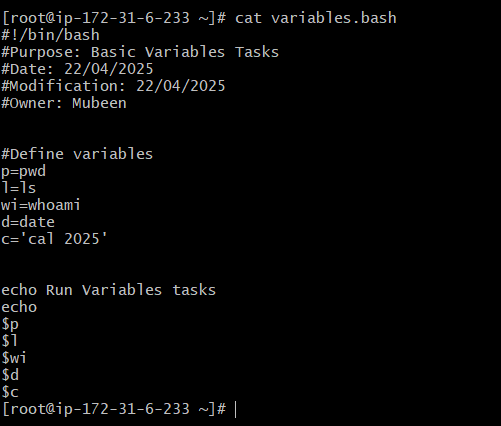 [root@ip-172-31-6-233 ~]# cat variables.bash
#!/bin/bash
#Purpose: Basic Variables Tasks
#Date: 22/04/2025
#Modification: 22/04/2025
#Owner: Mubeen
#Define variables
p=pwd
l=ls
wi=whoami
d=date
c='cal 2025'
echo Run Variables tasks
echo
$p
$l
$wi
$d
$c
[root@ip-172-31-6-233 ~]#